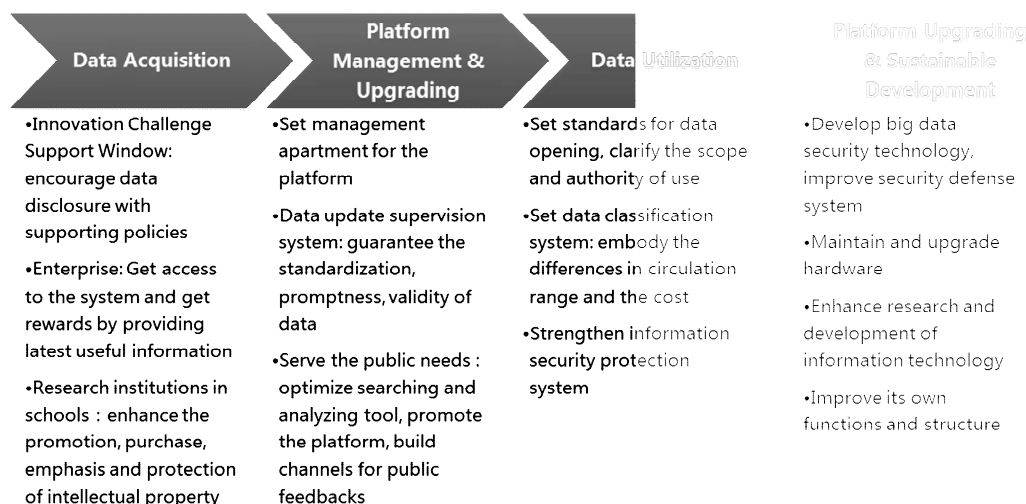 Data Acquisition
Platform
Management &
Upgrading
Data Utilization
Platform Upgrading
& Sustainable
Development
•Innovation Challenge
Support Window:
encourage data
disclosure with
supporting policies
•Enterprise: Get access
to the system and get
rewards by providing
latest useful information
•Research institutions in
schools：enhance the
promotion, purchase,
emphasis and protection
of intellectual property
•Set management
apartment for the
platform
•Data update supervision
system: guarantee the
standardization,
promptness, validity of
data
•Serve the public needs：
optimize searching and
analyzing tool, promote
the platform, build
channels for public
feedbacks
•Set standards for data
opening, clarify the scope
and authority of use
•Set data classification
system: embody the
differences in circulation
range and the cost
•Strengthen information
security protection
system
•Develop big data
security technology,
improve security defense
system
•Maintain and upgrade
hardware
•Enhance research and
development of
information technology
•Improve its own
functions and structure